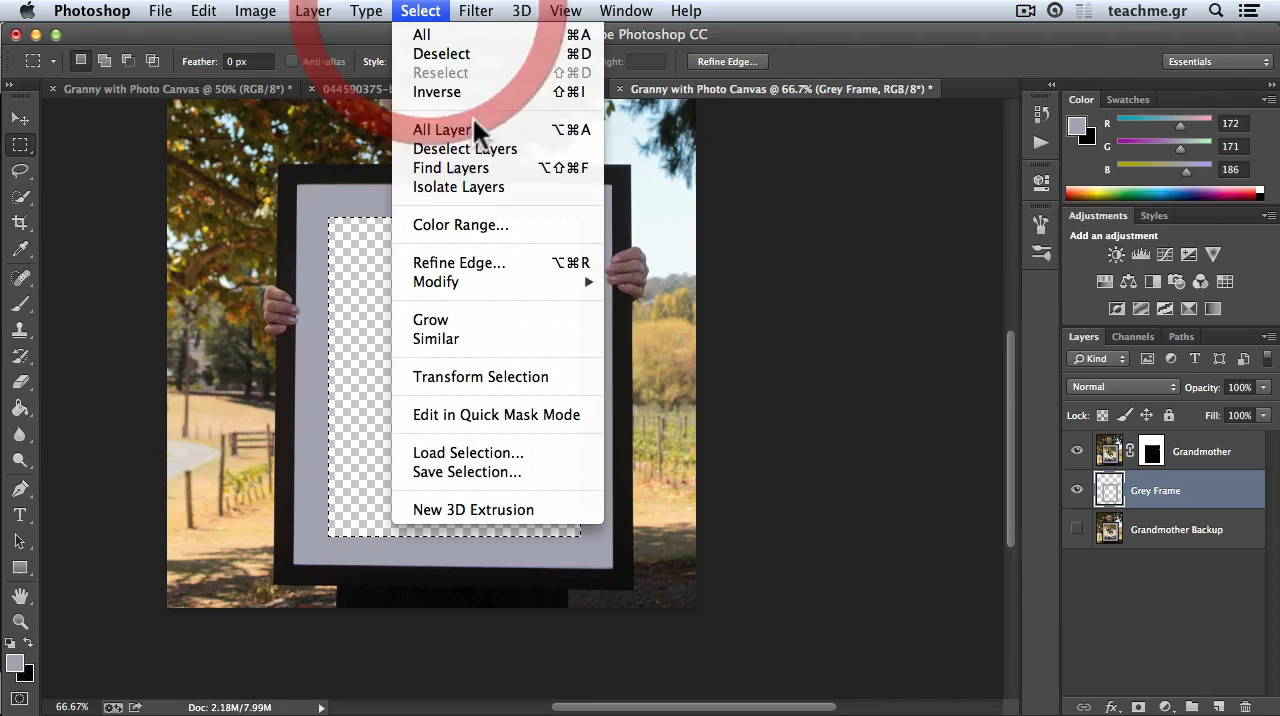 Photoshop File Edit Image Layer Type Select Filter 3D View Window Help teachme.gr
pe Photoshop CC
Feather: 0 px Anti-alias Style: Refine Edge... Essentials
Granny with Photo Canvas @ 50% (RGB/8*) * 044590375- Granny with Photo Canvas @ 66.7% (Grey Frame, RGB/8*) *
All ⌘A
Deselect ⌘D
Reselect ⇧⌘D
Inverse ⇧⌘I
All Layer ⌥⌘A
Deselect Layers
Find Layers ⌥⇧⌘F
Isolate Layers
Color Range...
Refine Edge... ⌥⌘R
Modify
Grow
Similar
Transform Selection
Edit in Quick Mask Mode
Load Selection...
Save Selection...
New 3D Extrusion
Color Swatches
R 172
G 171
B 186
Adjustments Styles
Add an adjustment
Layers Channels Paths
Kind
Normal Opacity: 100%
Lock: Fill: 100%
Grandmother
Grey Frame
Grandmother Backup
66.67% Doc: 2.18M/7.99M